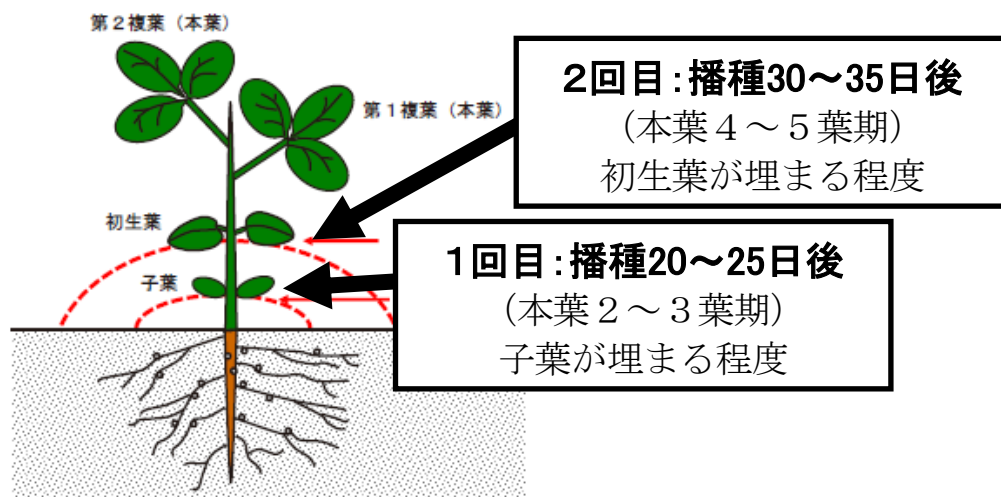 第２複葉（本葉）
第１複葉（本葉）
初生葉
子葉
２回目：播種30～35日後
（本葉４～５葉期）
初生葉が埋まる程度
１回目：播種20～25日後
（本葉２～３葉期）
子葉が埋まる程度